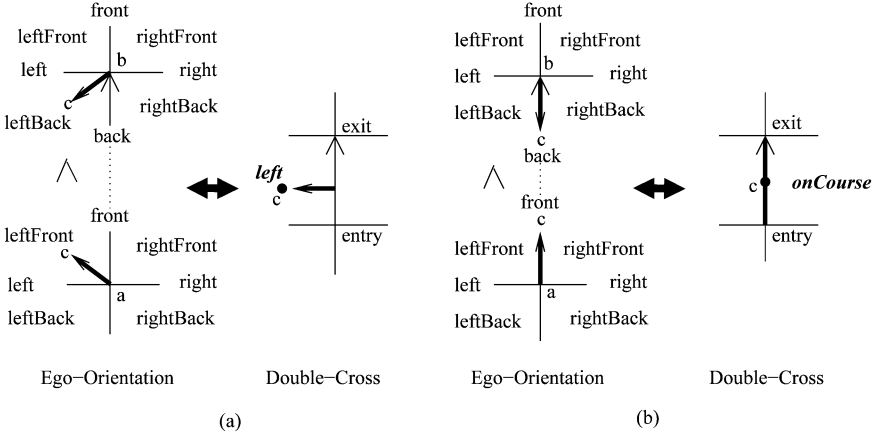 front
leftFront rightFront
b
left right
c
leftBack rightBack
back
exit
left
c
entry
front
leftFront rightFront
c
left right
a
leftBack rightBack
Ego−Orientation Double−Cross
(a)
front
leftFront rightFront
b
left right
leftBack rightBack
c
back
exit
c onCourse
entry
front
c
leftFront rightFront
left right
a
leftBack rightBack
Ego−Orientation Double−Cross
(b)